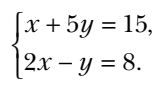 x + 5y = 15,
2x − y = 8.